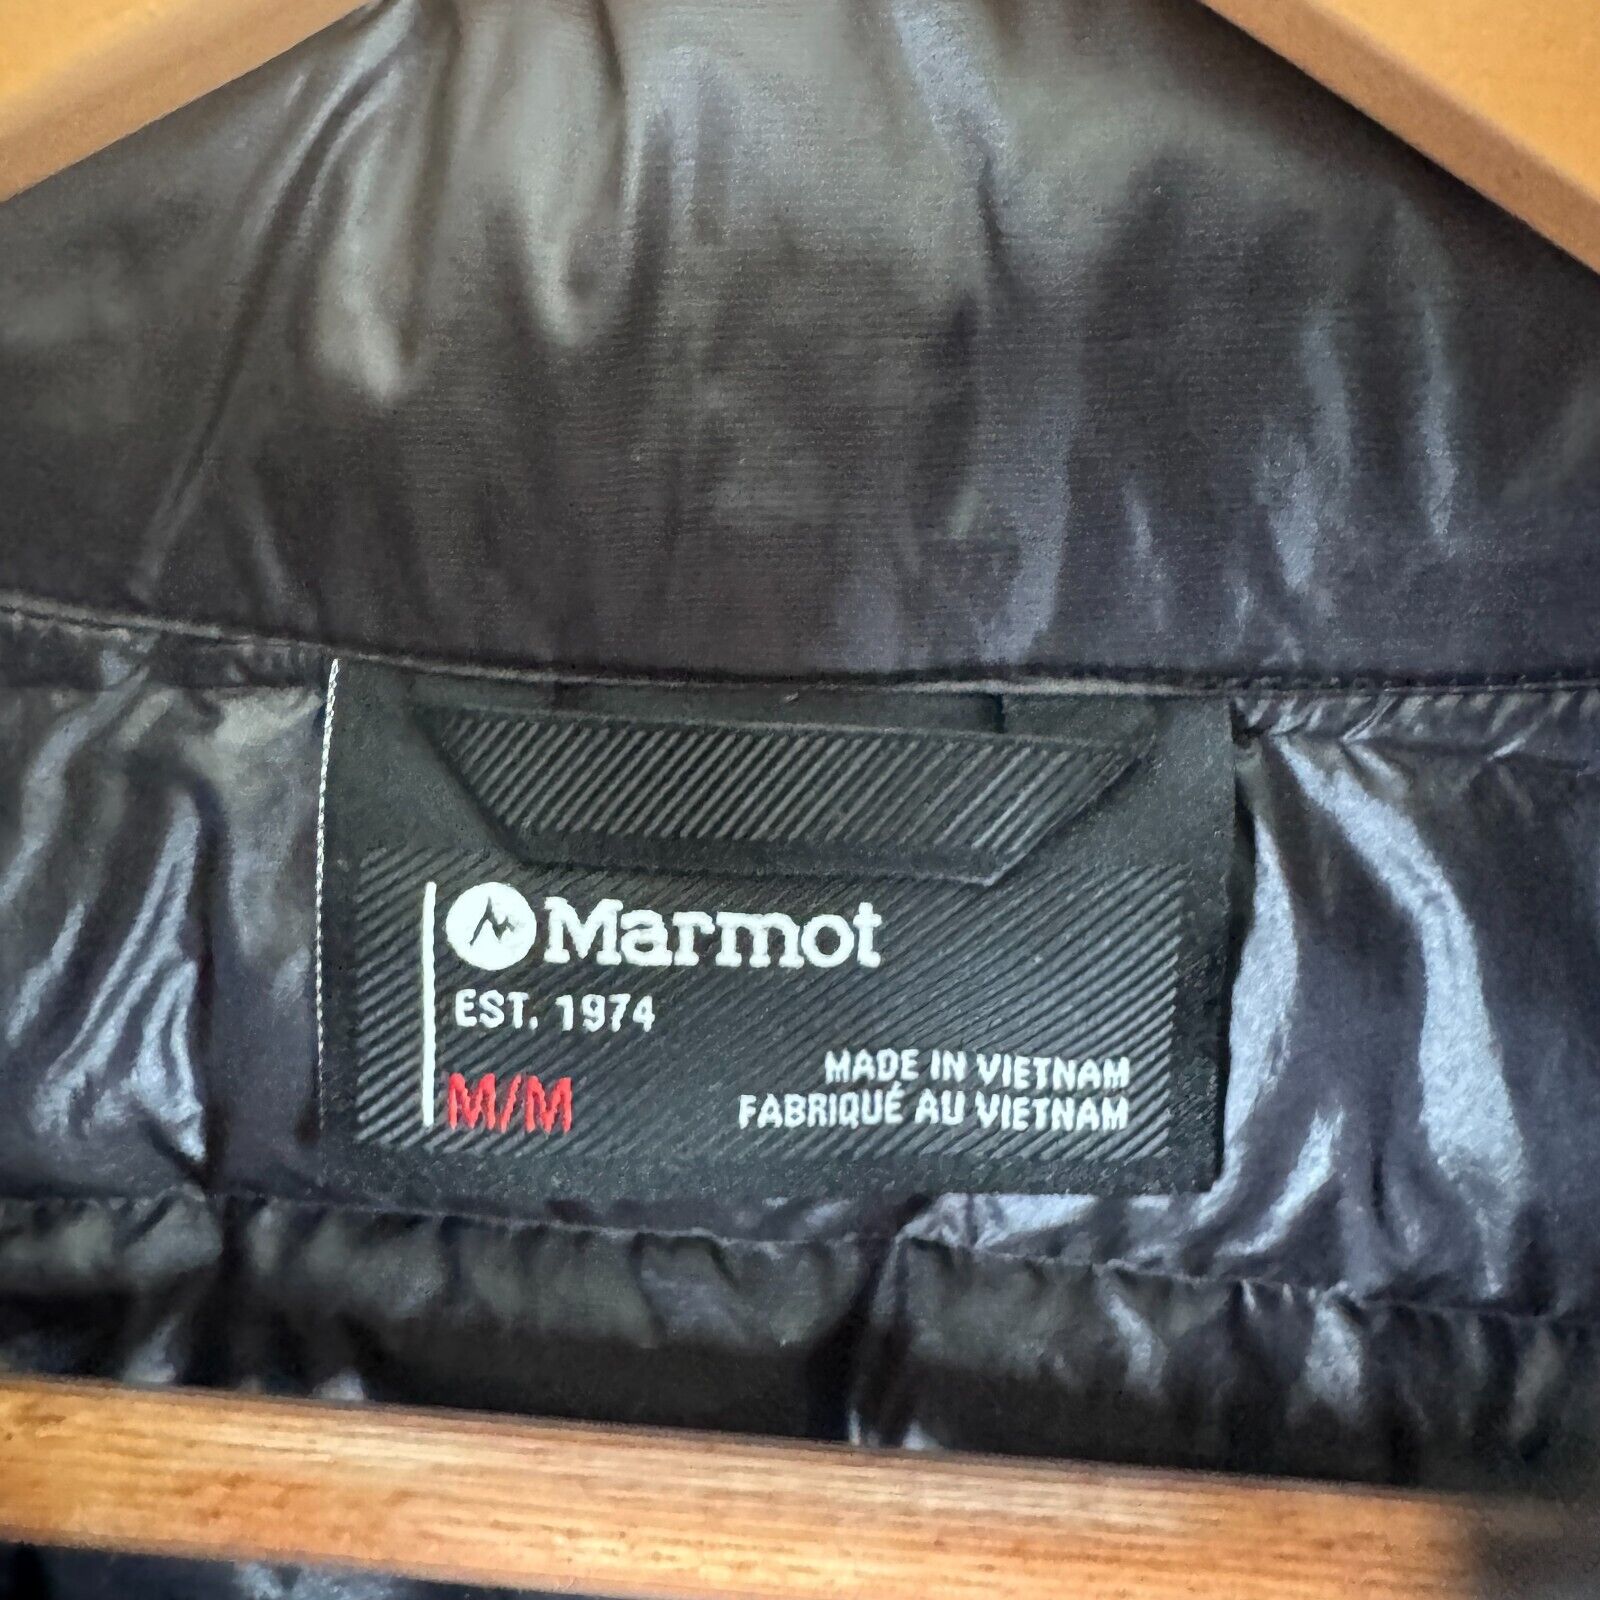 Marmot
EST. 1974
M/M
MADE IN VIETNAM
FABRIQUÉ AU VIETNAM